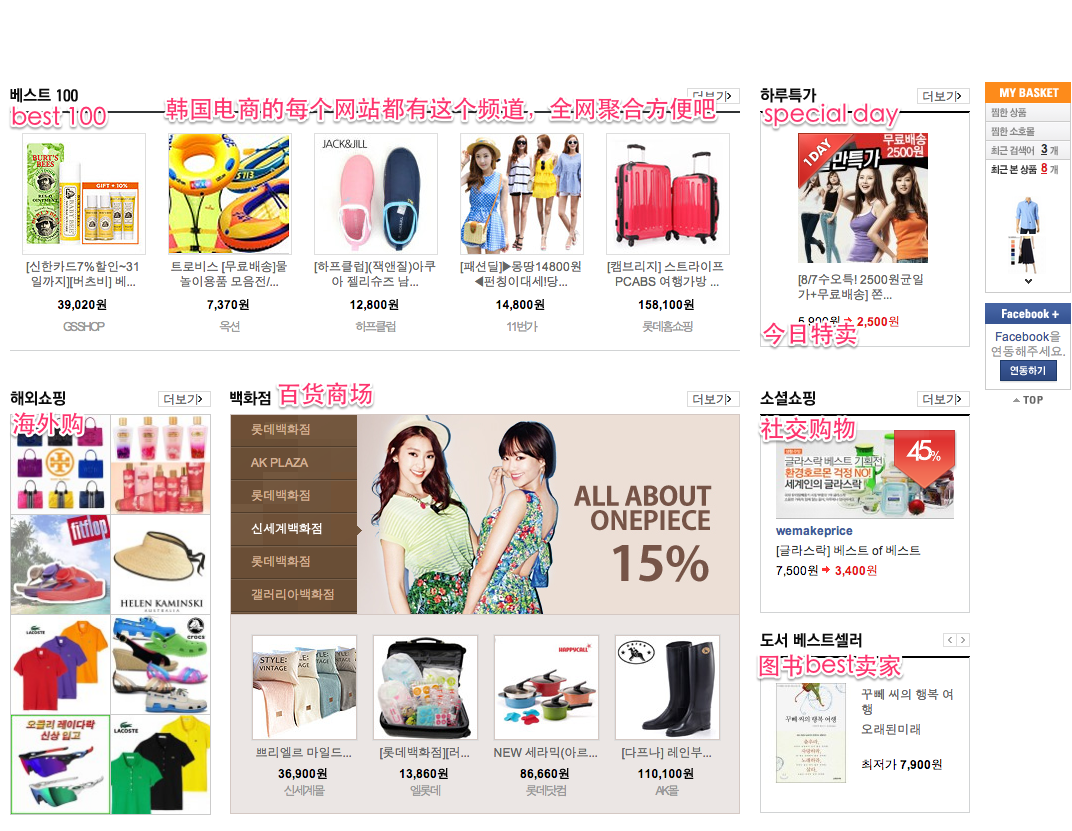 베스트 100
더보기>
best 100
韩国电商的每个网站都有这个频道，全网聚合方便吧
BURT'S BEES
GIFT + 10%
JACK&JILL
[신한카드7%할인~31
일까지][버츠비] 베...
39,020원
GSSHOP
트로비스 [무료배송]물
놀이용품 모음전/...
7,370원
옥션
[하프클럽](잭앤질)아쿠
아 젤리슈즈 남...
12,800원
하프클럽
[패션딜]▶몽땅14800원
◀펀칭이대세!당...
14,800원
11번가
[캠브리지] 스트라이프
PCABS 여행가방 ...
158,100원
롯데홈쇼핑
하루특가
더보기>
special day
1DAY
무료배송
2500원
만특가
[8/7수오특! 2500원균일
가+무료배송] 쫀...
5,900원 → 2,500원
今日特卖
MY BASKET
찜한 상품
찜한 소호몰
최근 검색어 3 개
최근 본 상품 8 개
Facebook +
Facebook을
연동해주세요.
연동하기
TOP
해외쇼핑
더보기>
海外购
fitflop
HELEN KAMINSKI
AUSTRALIA
LACOSTE
crocs
오클리 레이다락
신상 입고
LACOSTE
백화점
百货商场
더보기>
롯데백화점
AK PLAZA
롯데백화점
신세계백화점
롯데백화점
갤러리아백화점
ALL ABOUT
ONEPIECE
15%
STYLE:
VINTAGE
HAPPYCALL
쁘리엘르 마일드...
36,900원
신세계몰
[롯데백화점][러...
13,860원
엘롯데
NEW 세라믹(아르...
86,660원
롯데닷컴
[다프나] 레인부...
110,100원
AK몰
소셜쇼핑
더보기>
社交购物
45%
글라스락 베스트 기획전
환경호르몬 걱정 NO!
세계인의 글라스락
wemakeprice
[글라스락] 베스트 of 베스트
7,500원 → 3,400원
도서 베스트셀러
< >
图书best卖家
꾸뻬 씨의 행복 여행
꾸뻬 씨의 행복 여
행
오래된미래
최저가 7,900원